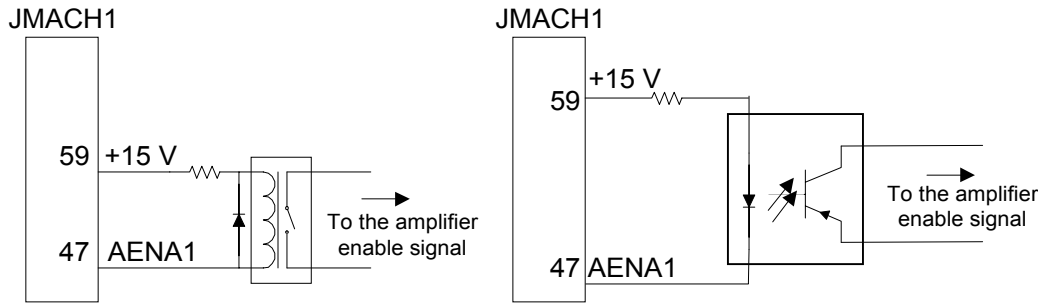 JMACH1
59 +15 V
47 AENA1
To the amplifier
enable signal
JMACH1
59 +15 V
47 AENA1
To the amplifier
enable signal